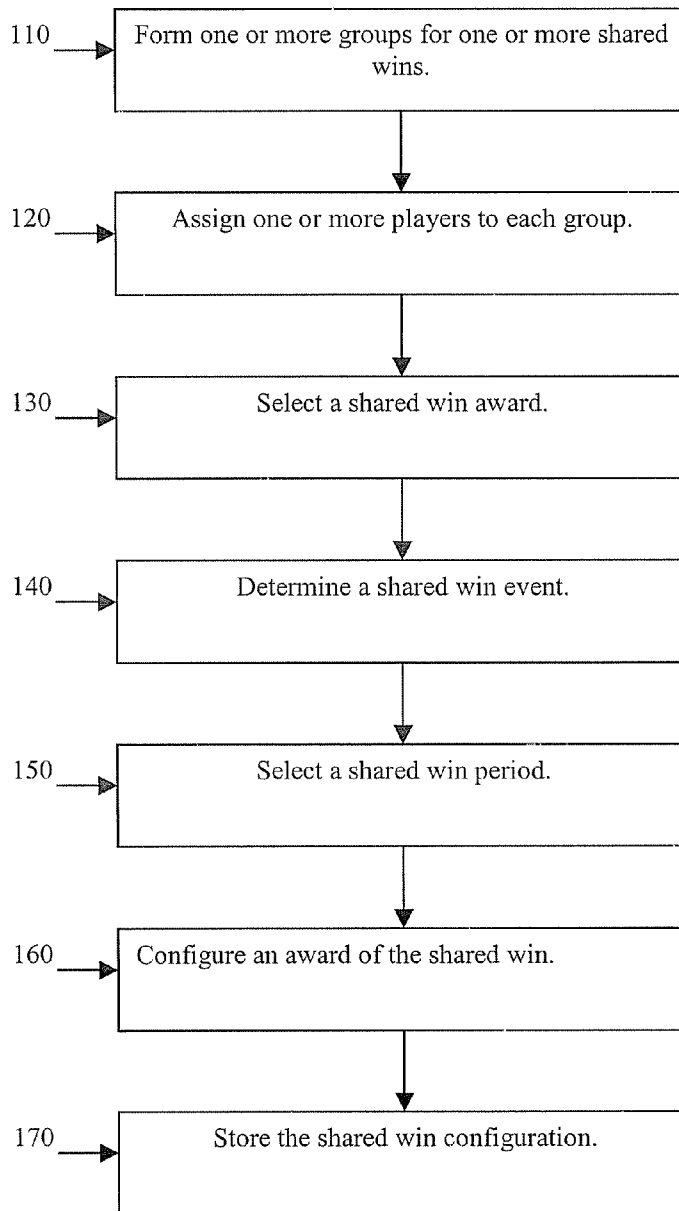 110
Form one or more groups for one or more shared
wins.
120
Assign one or more players to each group.
130
Select a shared win award.
140
Determine a shared win event.
150
Select a shared win period.
160
Configure an award of the shared win.
170
Store the shared win configuration.